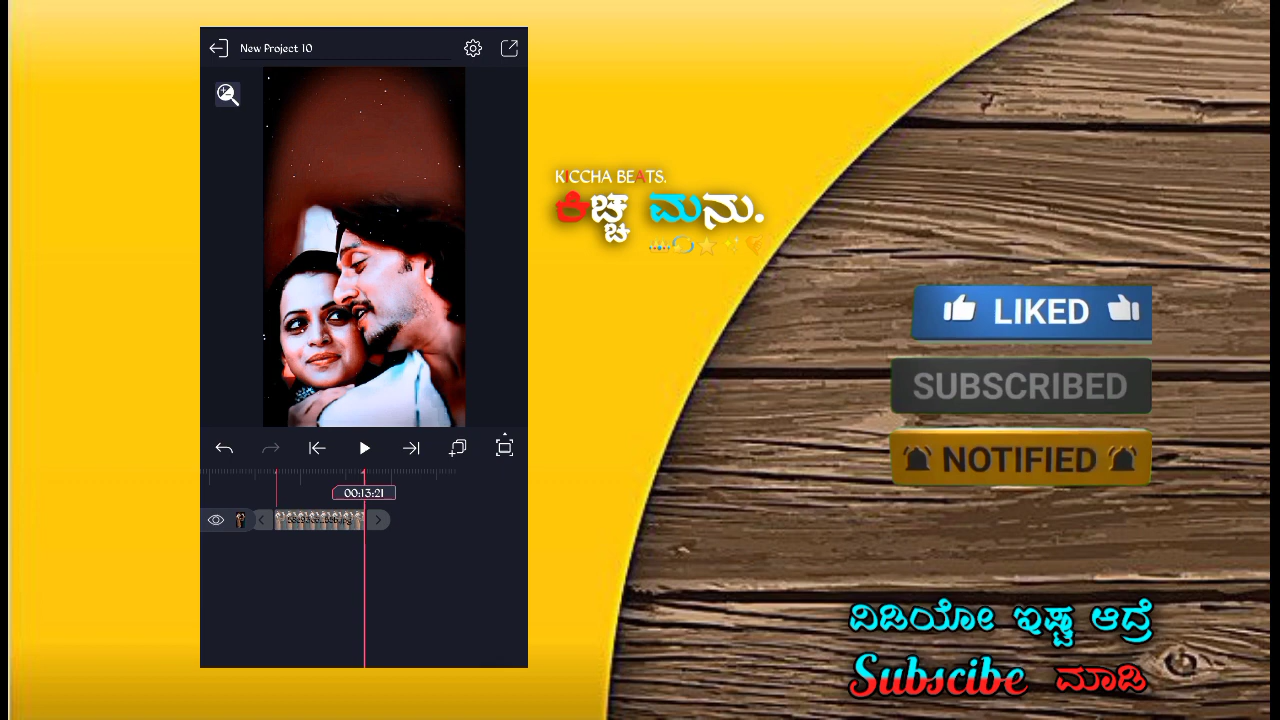 New Project 10
KICCHA BEATS.
ಕಿಚ್ಚ ಮನು.
LIKED
SUBSCRIBED
NOTIFIED
00:13:21
ವಿಡಿಯೋ ಇಷ್ಟ ಆದ್ರೆ
Subscibe ಮಾಡಿ